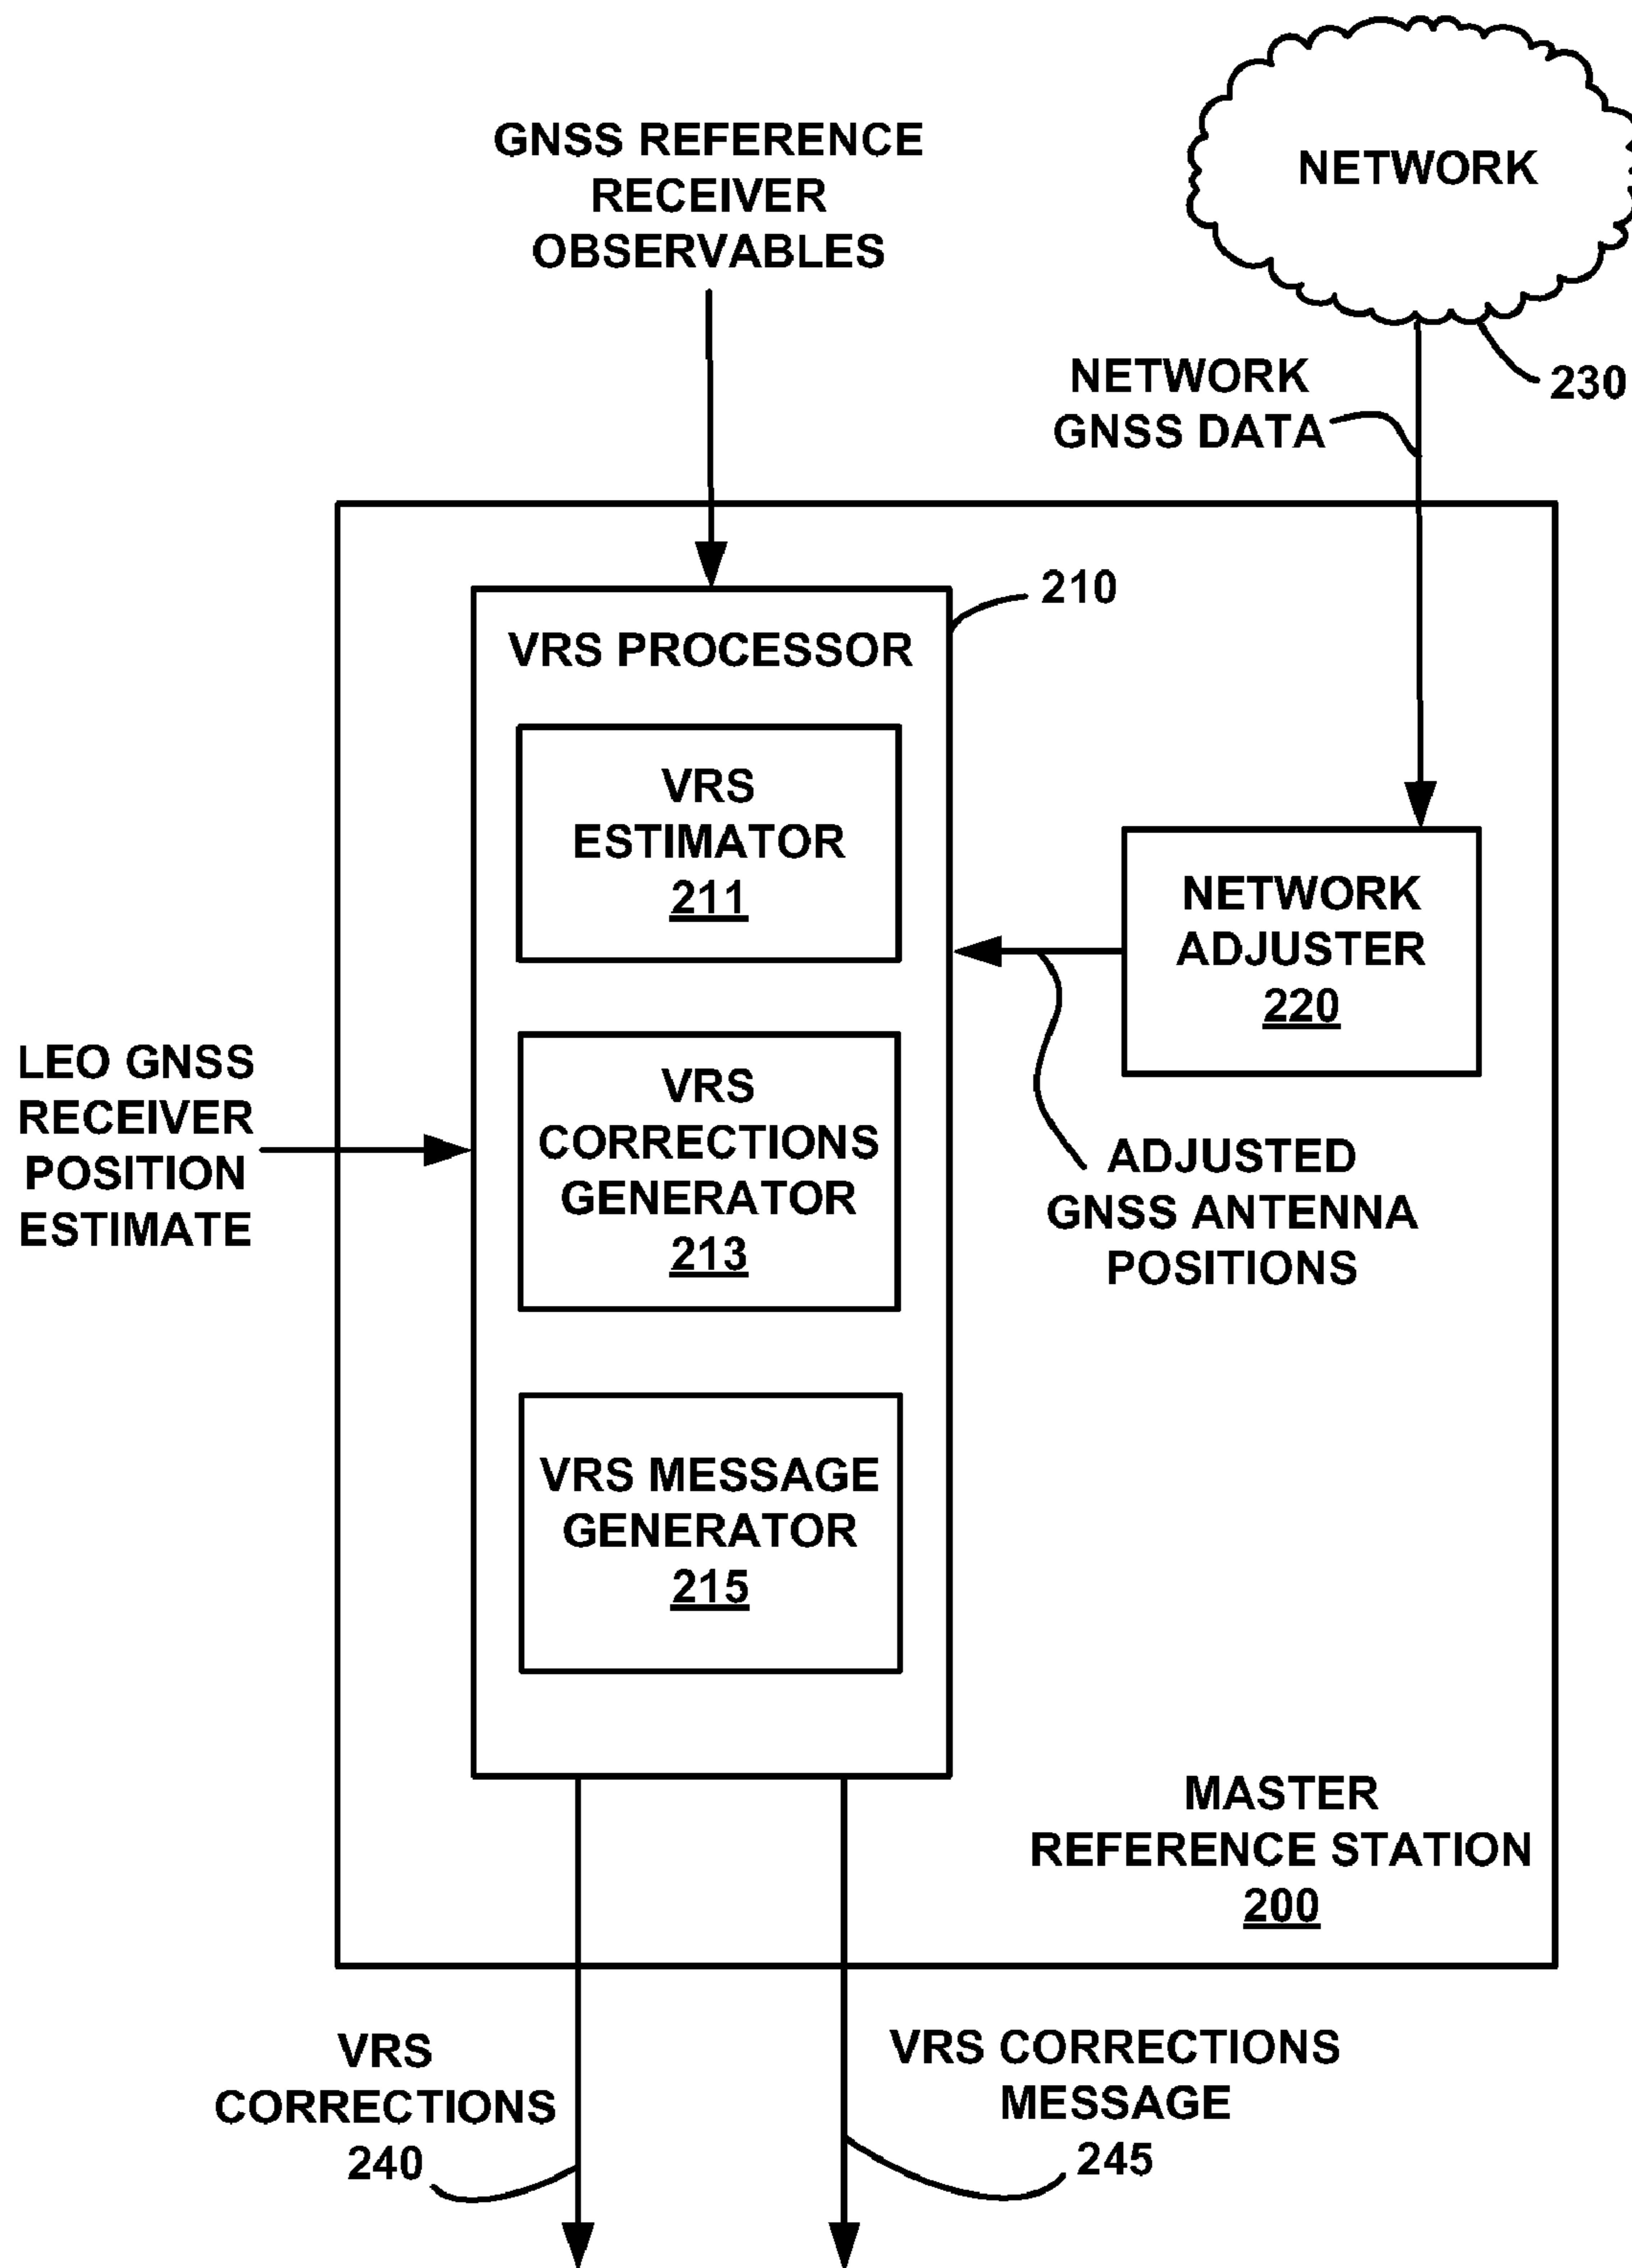 GNSS REFERENCE
RECEIVER
OBSERVABLES
NETWORK
NETWORK
GNSS DATA
230
210
VRS PROCESSOR
VRS
ESTIMATOR
211
NETWORK
ADJUSTER
220
LEO GNSS
RECEIVER
POSITION
ESTIMATE
VRS
CORRECTIONS
GENERATOR
213
ADJUSTED
GNSS ANTENNA
POSITIONS
VRS MESSAGE
GENERATOR
215
MASTER
REFERENCE STATION
200
VRS
CORRECTIONS
240
VRS CORRECTIONS
MESSAGE
245